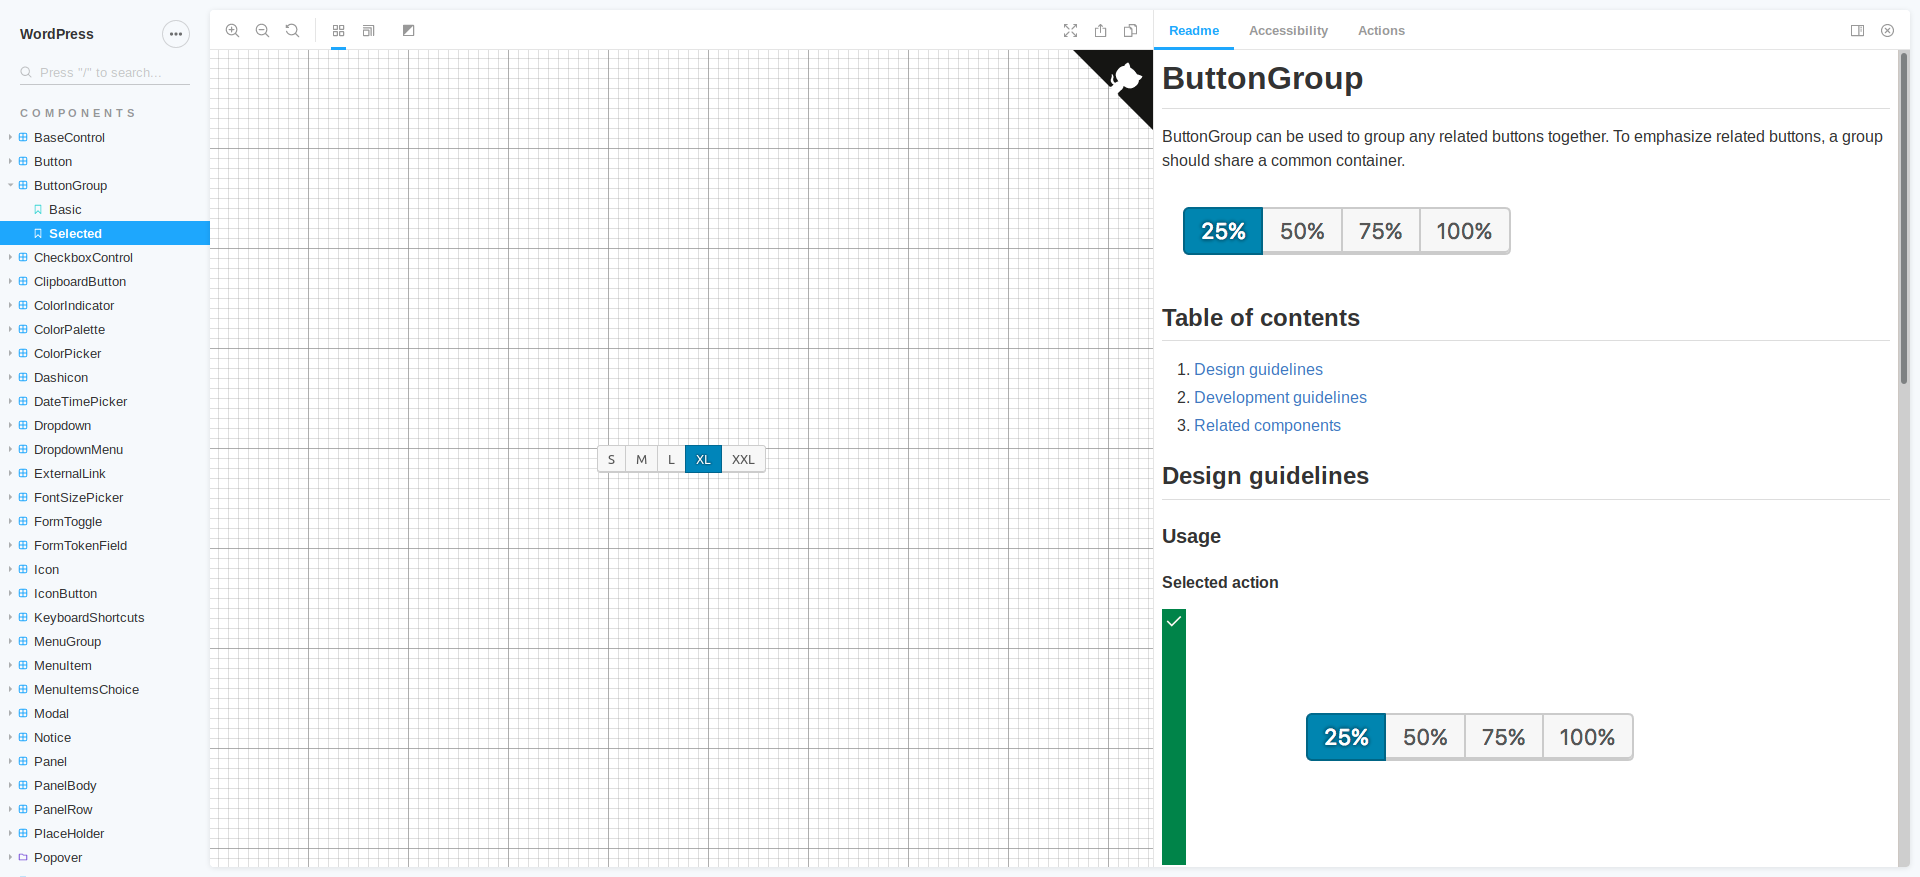 WordPress
Press "/" to search...
COMPONENTS
BaseControl
Button
ButtonGroup
Basic
Selected
CheckboxControl
ClipboardButton
ColorIndicator
ColorPalette
ColorPicker
Dashicon
DateTimePicker
Dropdown
DropdownMenu
ExternalLink
FontSizePicker
FormToggle
FormTokenField
Icon
IconButton
KeyboardShortcuts
MenuGroup
MenuItem
MenuItemsChoice
Modal
Notice
Panel
PanelBody
PanelRow
PlaceHolder
Popover
S M L XL XXL
Readme Accessibility Actions
ButtonGroup
ButtonGroup can be used to group any related buttons together. To emphasize related buttons, a group
should share a common container.
25% 50% 75% 100%
Table of contents
1. Design guidelines
2. Development guidelines
3. Related components
Design guidelines
Usage
Selected action
25% 50% 75% 100%